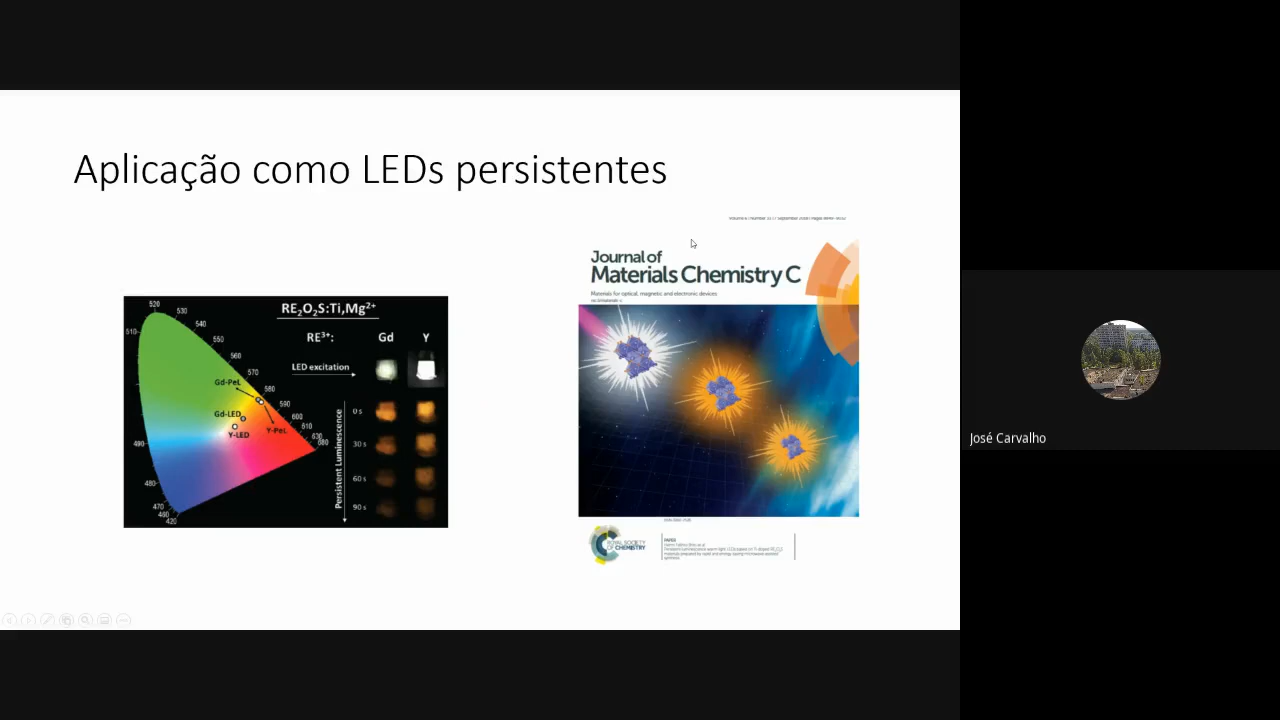 Aplicação como LEDs persistentes
520
530
540
510
550
560
570
580
590
600
610
630
680
490
480
470
460
420
Gd-PeL
Gd-LED
Y-LED
Y-PeL
RE₂O₂S:Ti,Mg²⁺
RE³⁺: Gd Y
LED excitation
Persistent Luminescence
0 s
30 s
60 s
90 s
Journal of
Materials Chemistry C
Materials for optical, magnetic and electronic devices
ROYAL SOCIETY
OF CHEMISTRY
PAPER
José Carvalho